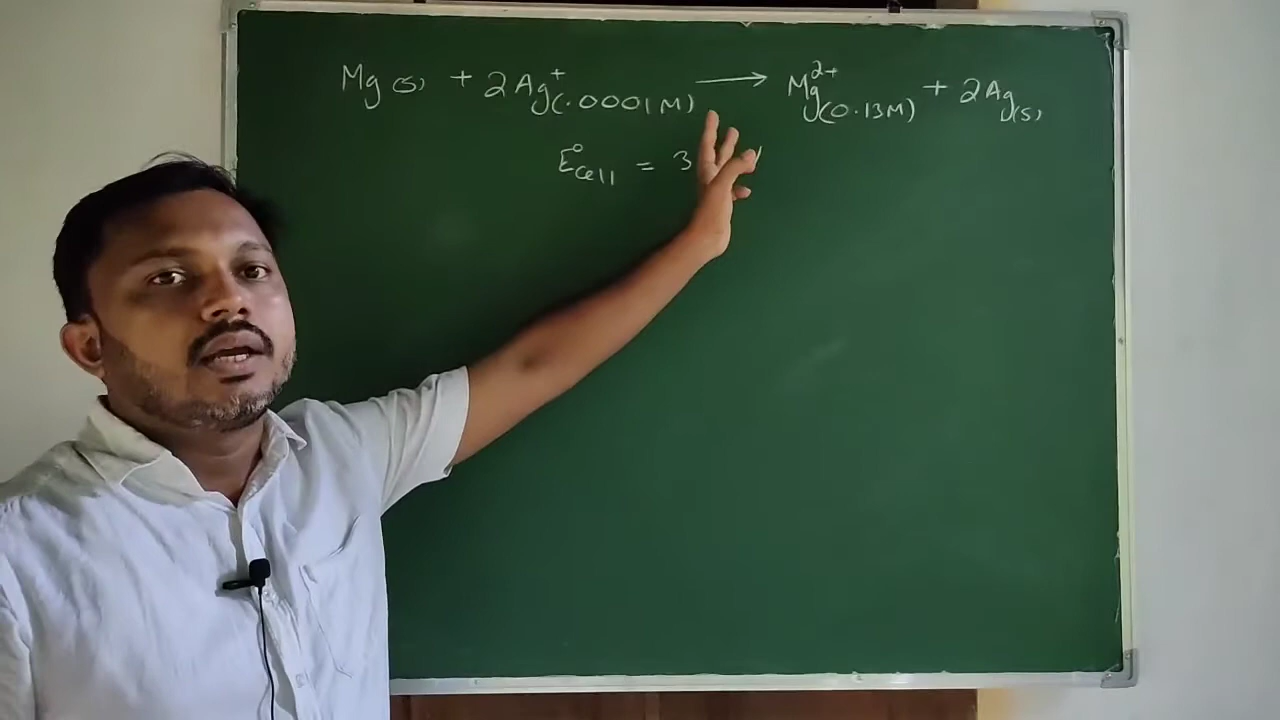 Mg(s) + 2Ag⁺(.0001M) → Mg²⁺(0.13M) + 2Ag(s)
E°cell = 3